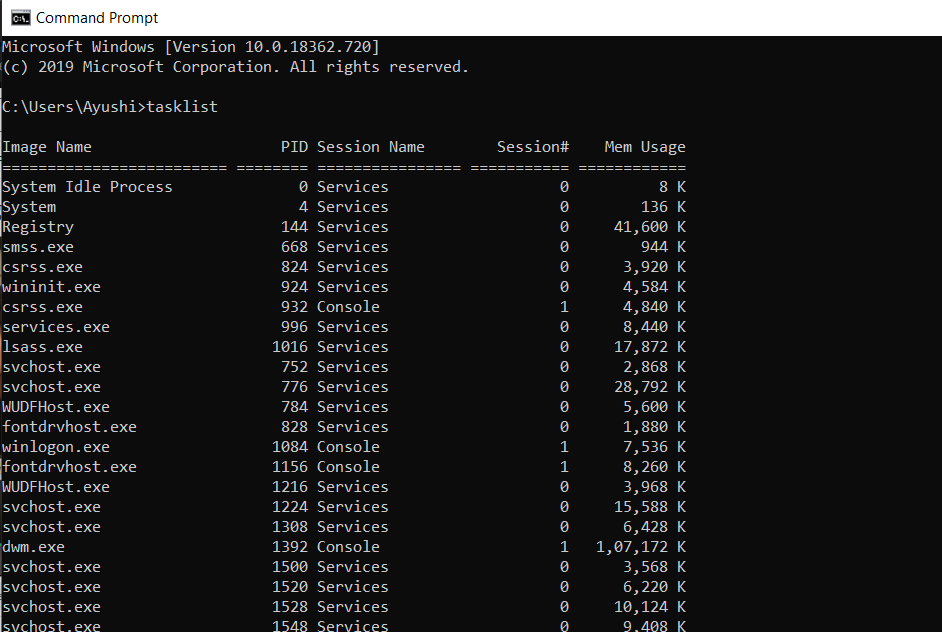 Command Prompt
Microsoft Windows [Version 10.0.18362.720]
(c) 2019 Microsoft Corporation. All rights reserved.
C:\Users\Ayushi>tasklist
Image Name                     PID Session Name        Session#    Mem Usage
========================= ======== ================ =========== ============
System Idle Process              0 Services                   0          8 K
System                           4 Services                   0        136 K
Registry                       144 Services                   0     41,600 K
smss.exe                       668 Services                   0        944 K
csrss.exe                      824 Services                   0      3,920 K
wininit.exe                    924 Services                   0      4,584 K
csrss.exe                      932 Console                    1      4,840 K
services.exe                   996 Services                   0      8,440 K
lsass.exe                     1016 Services                   0     17,872 K
svchost.exe                    752 Services                   0      2,868 K
svchost.exe                    776 Services                   0     28,792 K
WUDFHost.exe                   784 Services                   0      5,600 K
fontdrvhost.exe                828 Services                   0      1,880 K
winlogon.exe                  1084 Console                    1      7,536 K
fontdrvhost.exe               1156 Console                    1      8,260 K
WUDFHost.exe                  1216 Services                   0      3,968 K
svchost.exe                   1224 Services                   0     15,588 K
svchost.exe                   1308 Services                   0      6,428 K
dwm.exe                       1392 Console                    1   1,07,172 K
svchost.exe                   1500 Services                   0      3,568 K
svchost.exe                   1520 Services                   0      6,220 K
svchost.exe                   1528 Services                   0     10,124 K
svchost.exe                   1548 Services                   0      9,408 K